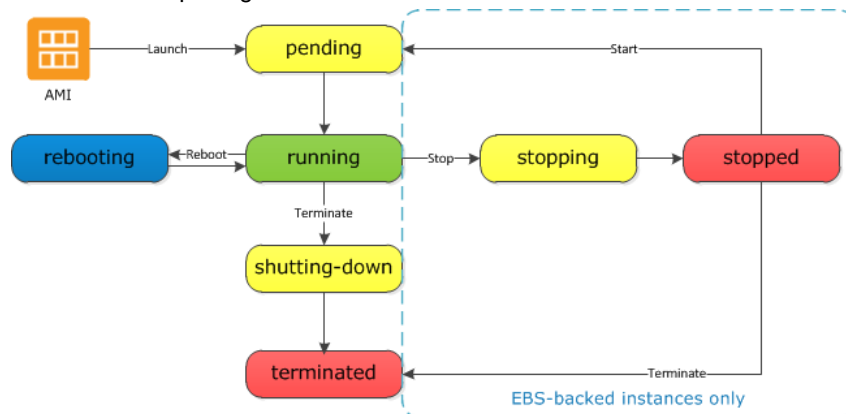 Launch
pending
Start
AMI
rebooting
Reboot
running
Stop
stopping
stopped
Terminate
shutting-down
terminated
Terminate
EBS-backed instances only